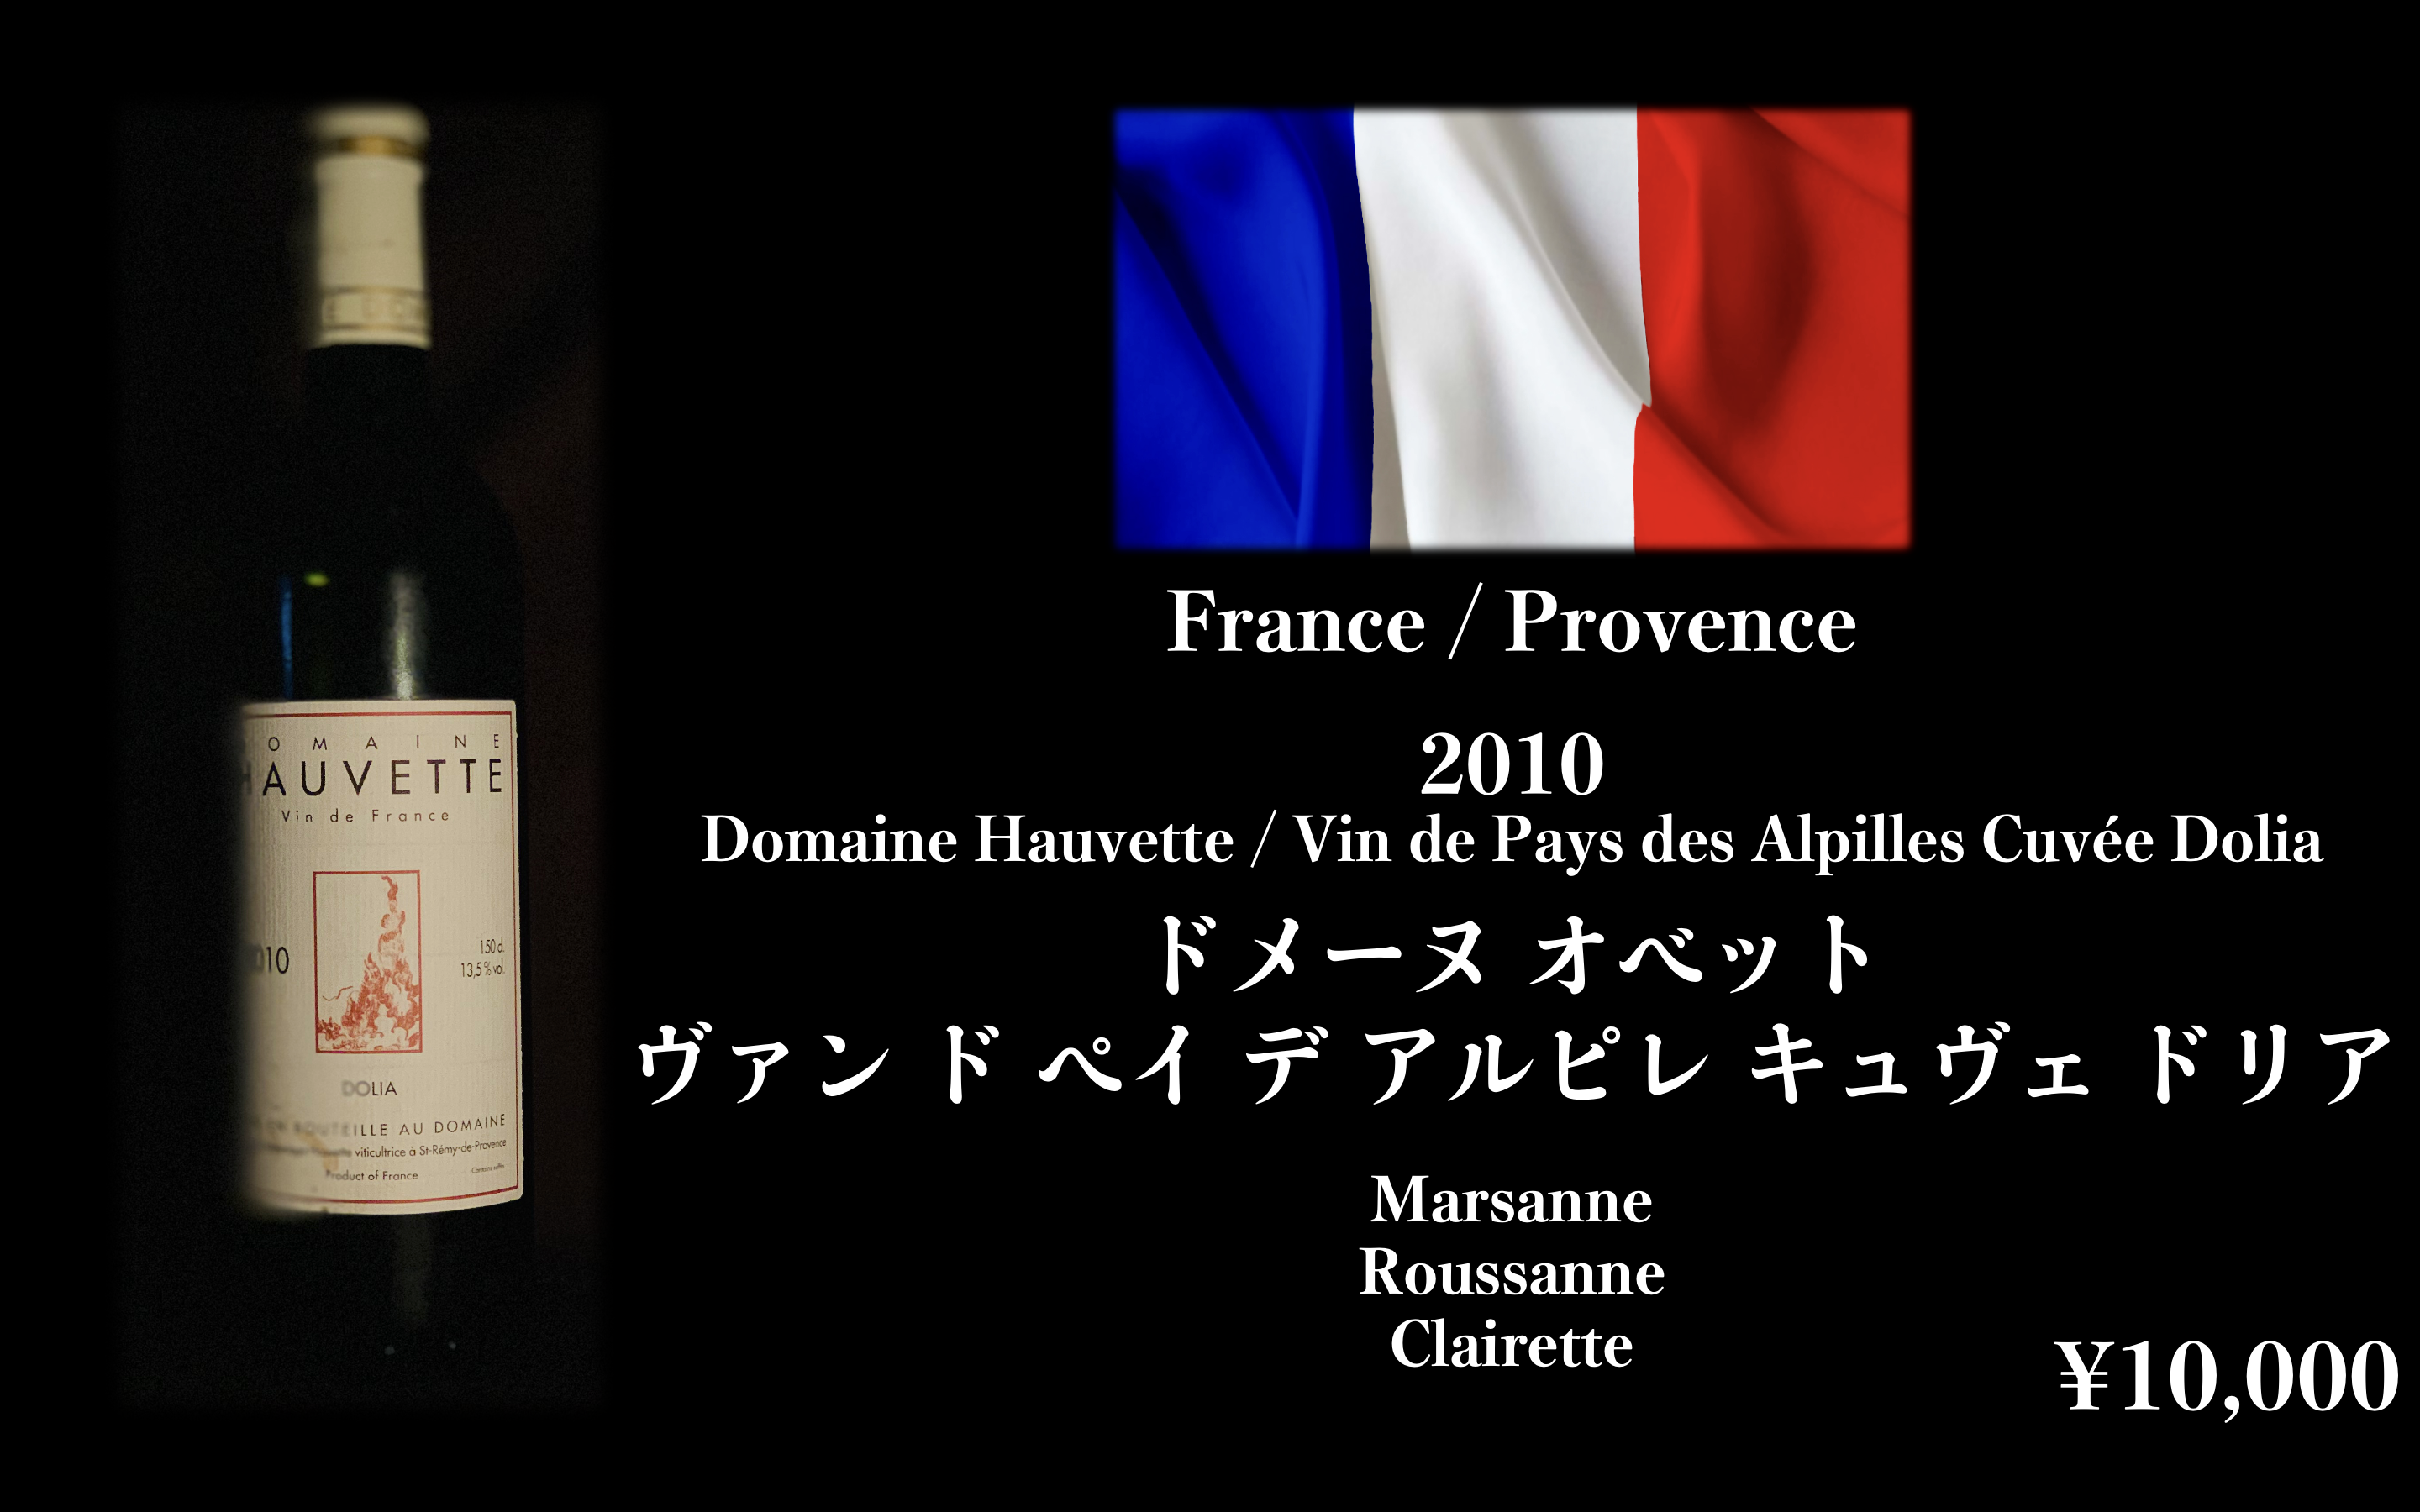 OMAINE
HAUVETTE
Vin de France
2010
150 cl.
13,5 % vol.
DOLIA
BOUTEILLE AU DOMAINE
viticultrice à St-Rémy-de-Provence
Product of France
France / Provence
2010
Domaine Hauvette / Vin de Pays des Alpilles Cuvée Dolia
ドメーヌ オベット
ヴァン ド ペイ デ アルピレ キュヴェ ドリア
Marsanne
Roussanne
Clairette
¥10,000